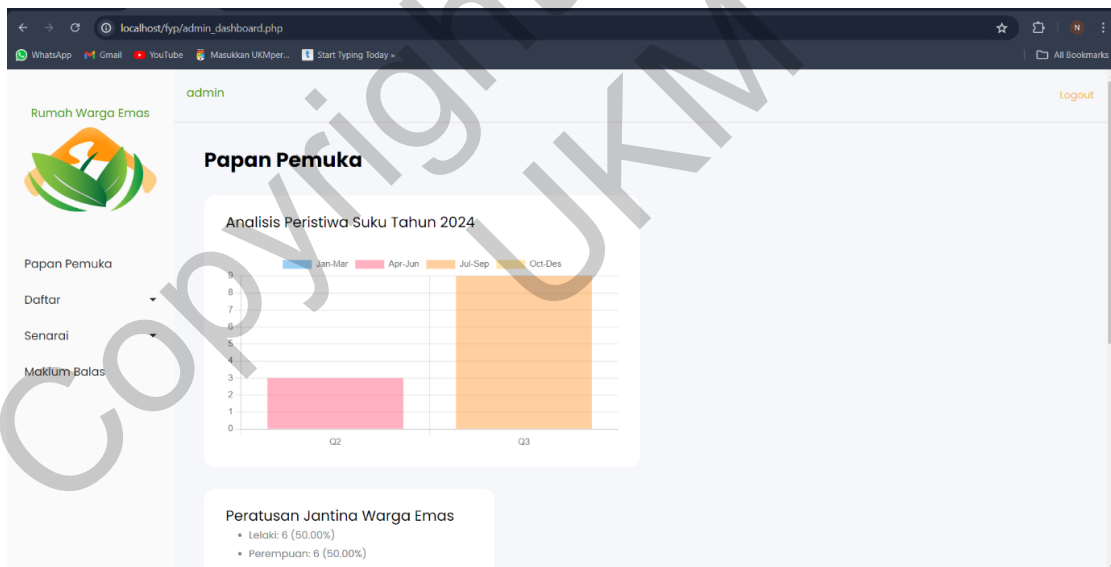 localhost/fyp/admin_dashboard.php
N
WhatsApp Gmail YouTube Masukkan UKMper... Start Typing Today » All Bookmarks
admin
Logout
Rumah Warga Emas
Papan Pemuka
Daftar
Senarai
Maklum Balas
Papan Pemuka
Analisis Peristiwa Suku Tahun 2024
Jan-Mar Apr-Jun Jul-Sep Oct-Des
9
8
7
6
5
4
3
2
1
0
Q2 Q3
Peratusan Jantina Warga Emas
• Lelaki: 6 (50.00%)
• Perempuan: 6 (50.00%)
Copyright
UKM